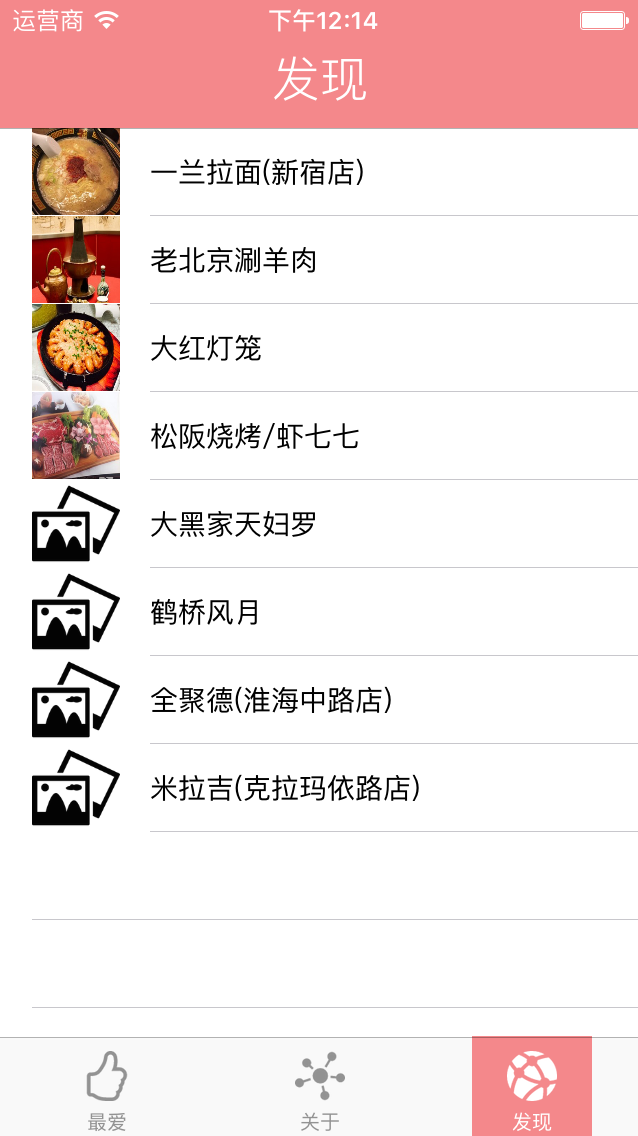 运营商
下午12:14
发现
一兰拉面(新宿店)
老北京涮羊肉
大红灯笼
松阪烧烤/虾七七
大黑家天妇罗
鹤桥风月
全聚德(淮海中路店)
米拉吉(克拉玛依路店)
最爱
关于
发现